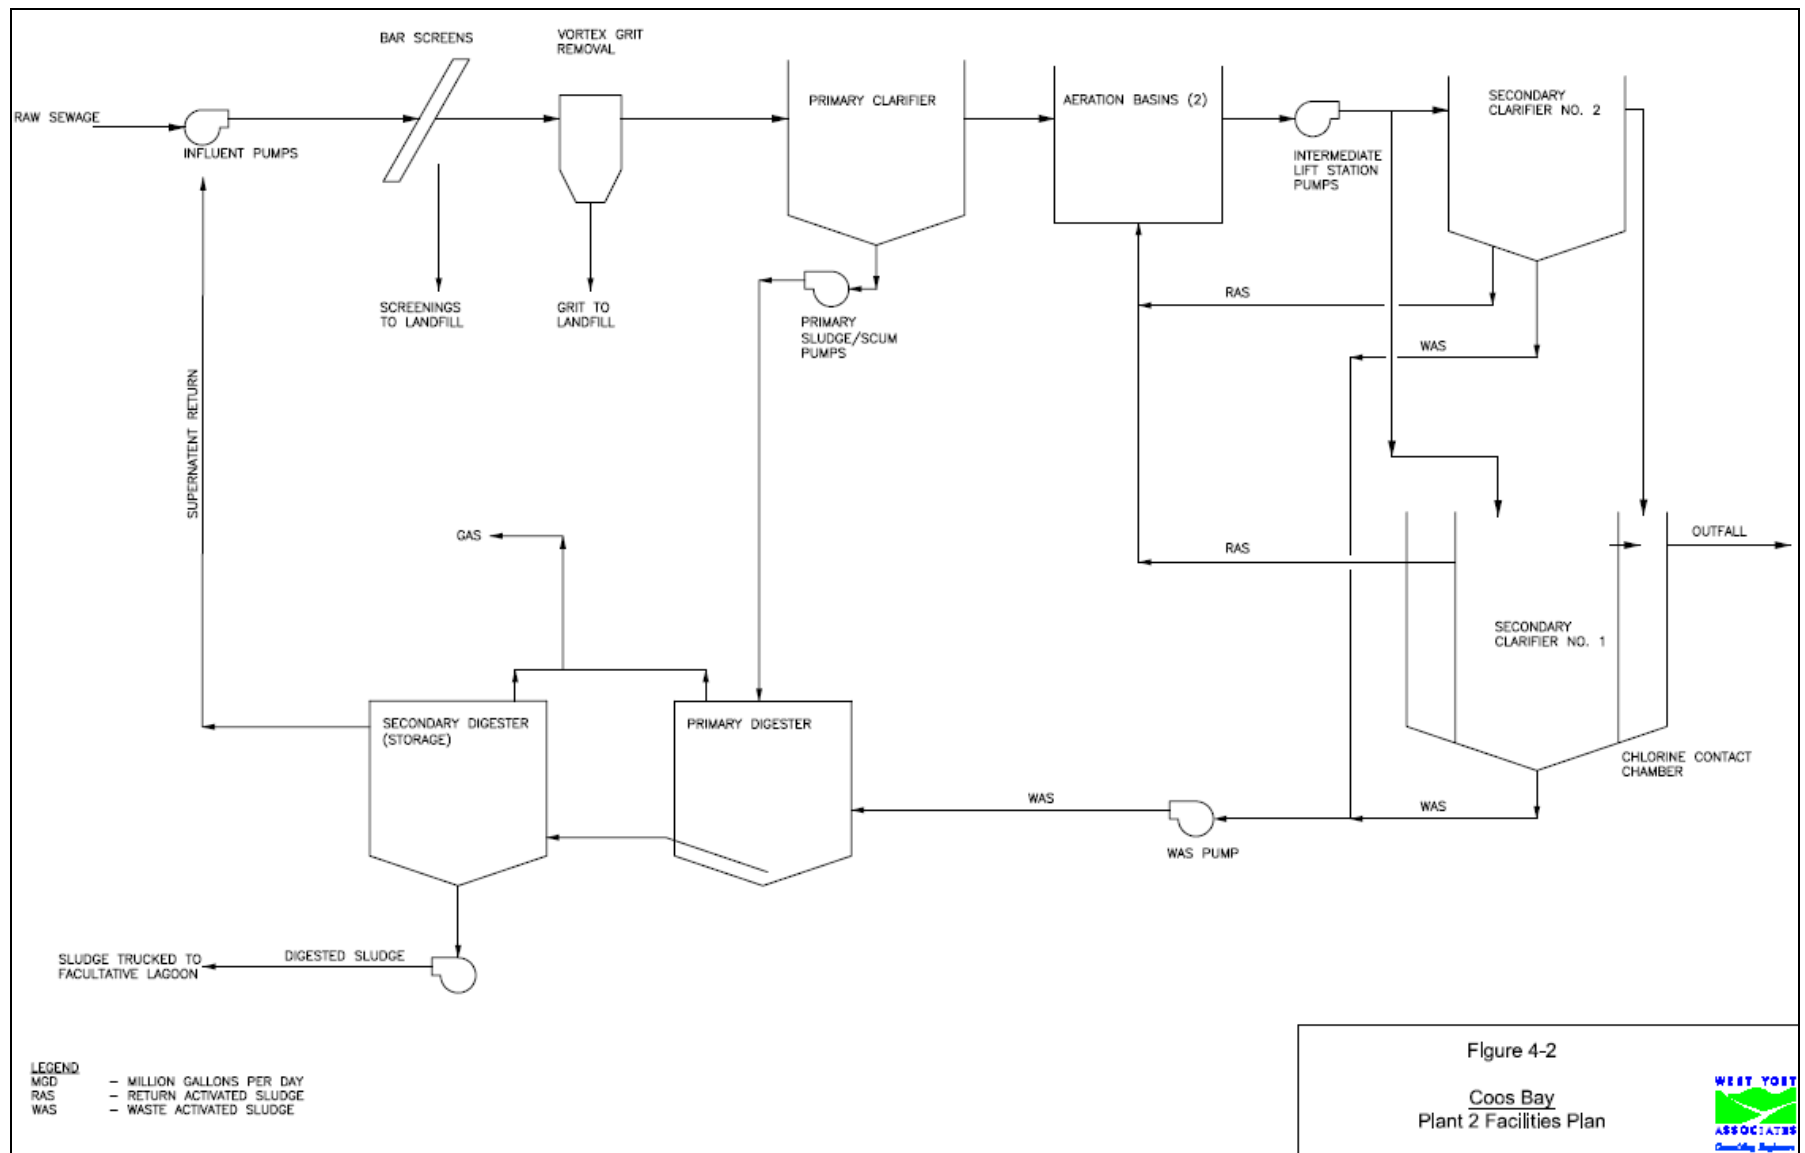 BAR SCREENS
VORTEX GRIT
REMOVAL
RAW SEWAGE
INFLUENT PUMPS
PRIMARY CLARIFIER
AERATION BASINS (2)
SECONDARY
CLARIFIER NO. 2
INTERMEDIATE
LIFT STATION
PUMPS
SCREENINGS
TO LANDFILL
GRIT TO
LANDFILL
PRIMARY
SLUDGE/SCUM
PUMPS
RAS
WAS
SUPERNATENT RETURN
GAS
RAS
OUTFALL
SECONDARY
CLARIFIER NO. 1
SECONDARY DIGESTER
(STORAGE)
PRIMARY DIGESTER
CHLORINE CONTACT
CHAMBER
WAS
WAS
WAS PUMP
SLUDGE TRUCKED TO
FACULTATIVE LAGOON
DIGESTED SLUDGE
LEGEND
MGD – MILLION GALLONS PER DAY
RAS – RETURN ACTIVATED SLUDGE
WAS – WASTE ACTIVATED SLUDGE
Figure 4-2
Coos Bay
Plant 2 Facilities Plan
WEST YOST
ASSOCIATES
Consulting Engineers